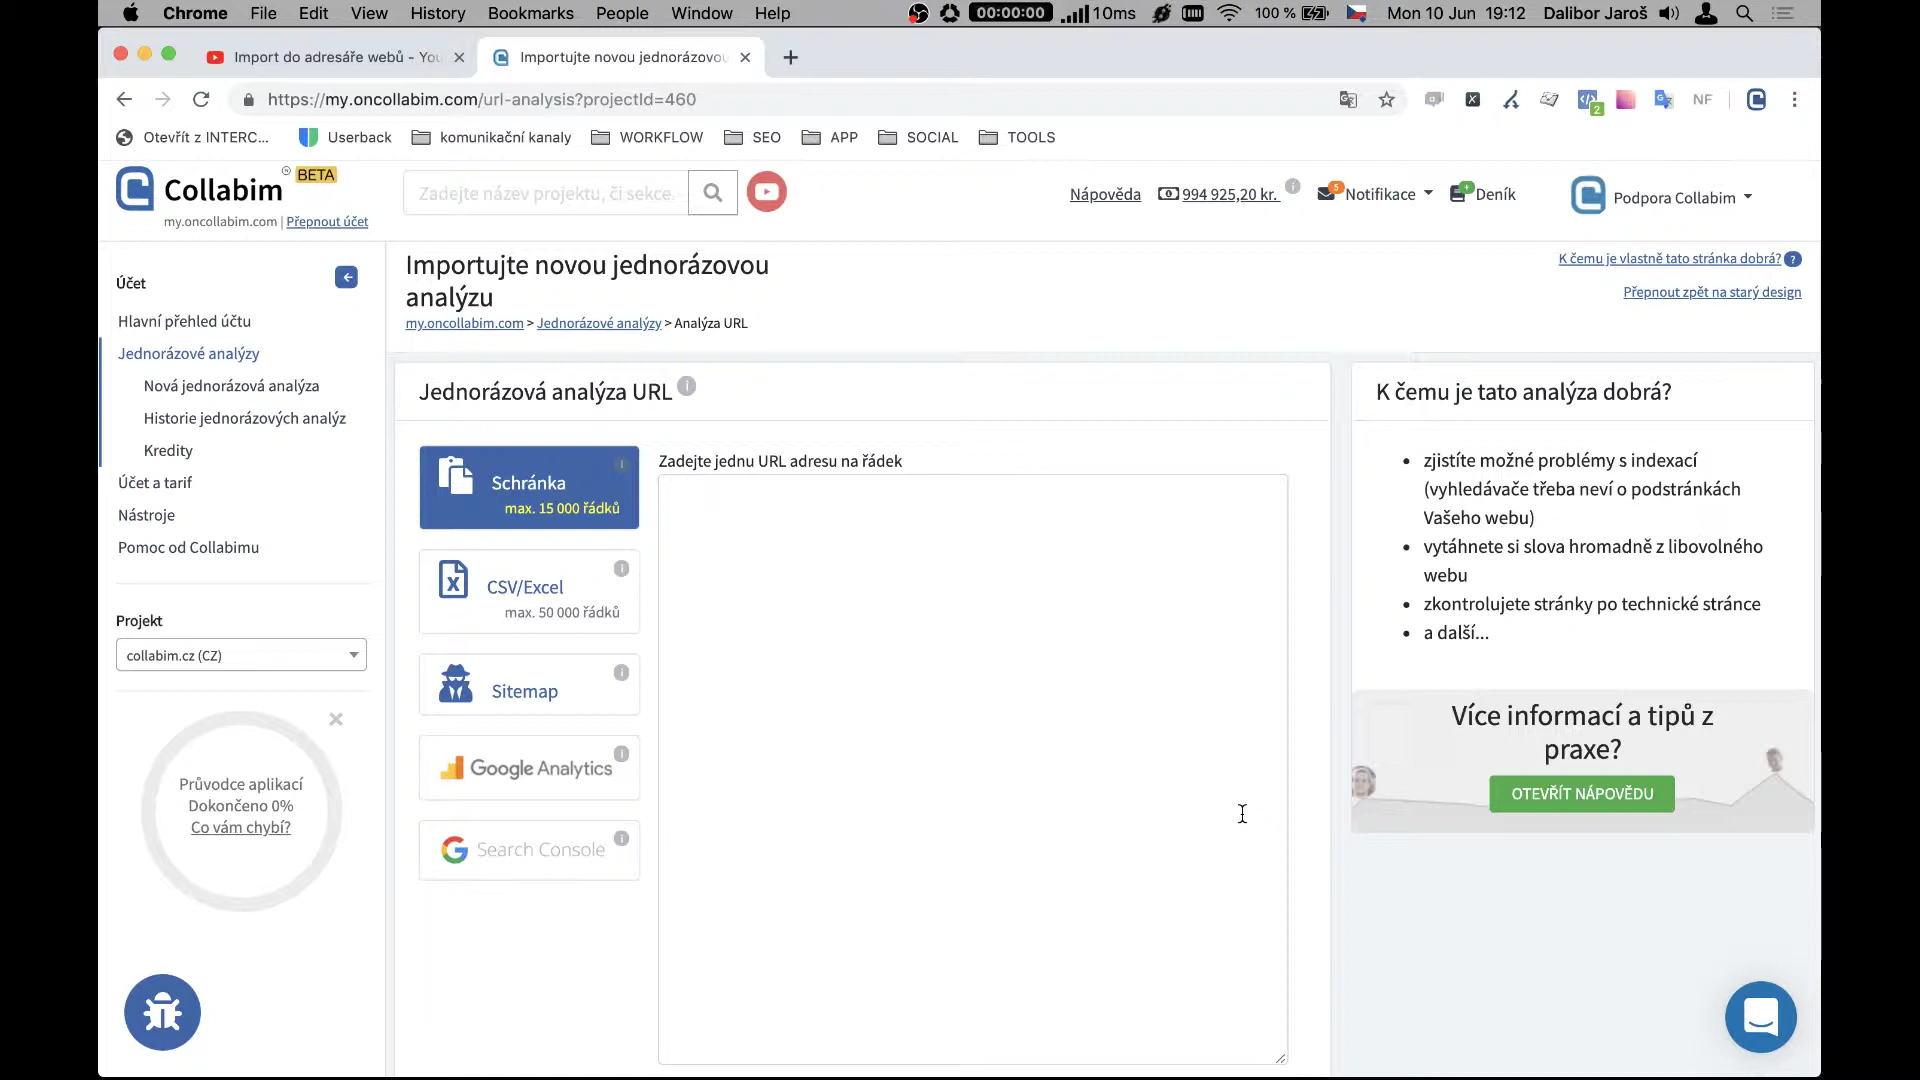 Chrome File Edit View History Bookmarks People Window Help 00:00:00 10ms 100 % Mon 10 Jun 19:12 Dalibor Jaroš
Import do adresáře webů - You
Importujte novou jednorázovou
https://my.oncollabim.com/url-analysis?projectId=460
2
NF
Otevřít z INTERC... Userback komunikační kanaly WORKFLOW SEO APP SOCIAL TOOLS
Collabim BETA
my.oncollabim.com | Přepnout účet
Zadejte název projektu, či sekce.
Nápověda 994 925,20 kr. 5 Notifikace Deník Podpora Collabim
Účet
Hlavní přehled účtu
Jednorázové analýzy
Nová jednorázová analýza
Historie jednorázových analýz
Kredity
Účet a tarif
Nástroje
Pomoc od Collabimu
Projekt
collabim.cz (CZ)
Průvodce aplikací
Dokončeno 0%
Co vám chybí?
Importujte novou jednorázovou
analýzu
my.oncollabim.com > Jednorázové analýzy > Analýza URL
K čemu je vlastně tato stránka dobrá? ?
Přepnout zpět na starý design
Jednorázová analýza URL
Schránka
max. 15 000 řádků
CSV/Excel
max. 50 000 řádků
Sitemap
Google Analytics
Search Console
Zadejte jednu URL adresu na řádek
K čemu je tato analýza dobrá?
• zjistíte možné problémy s indexací
(vyhledávače třeba neví o podstránkách
Vašeho webu)
• vytáhnete si slova hromadně z libovolného
webu
• zkontrolujete stránky po technické stránce
• a další...
Více informací a tipů z
praxe?
OTEVŘÍT NÁPOVĚDU